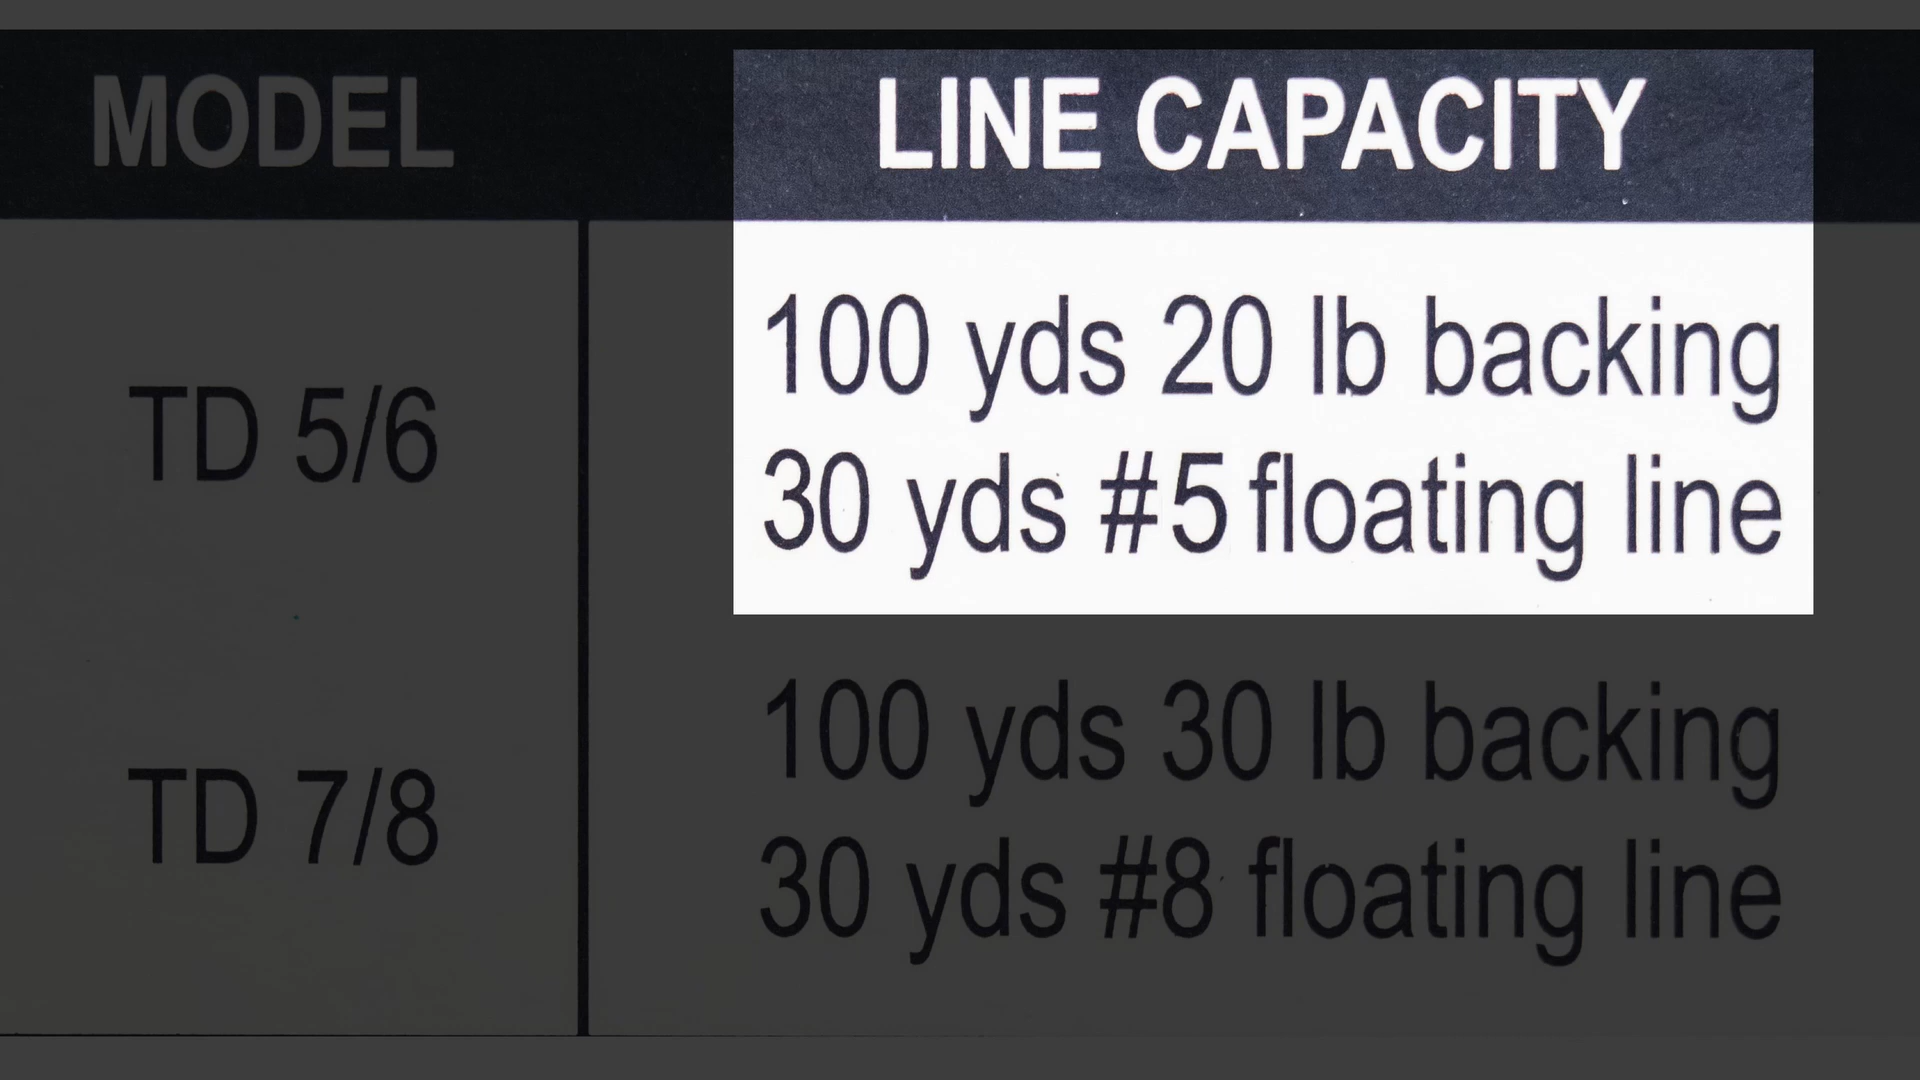 MODEL LINE CAPACITY
TD 5/6
100 yds 20 lb backing
30 yds #5 floating line
TD 7/8
100 yds 30 lb backing
30 yds #8 floating line